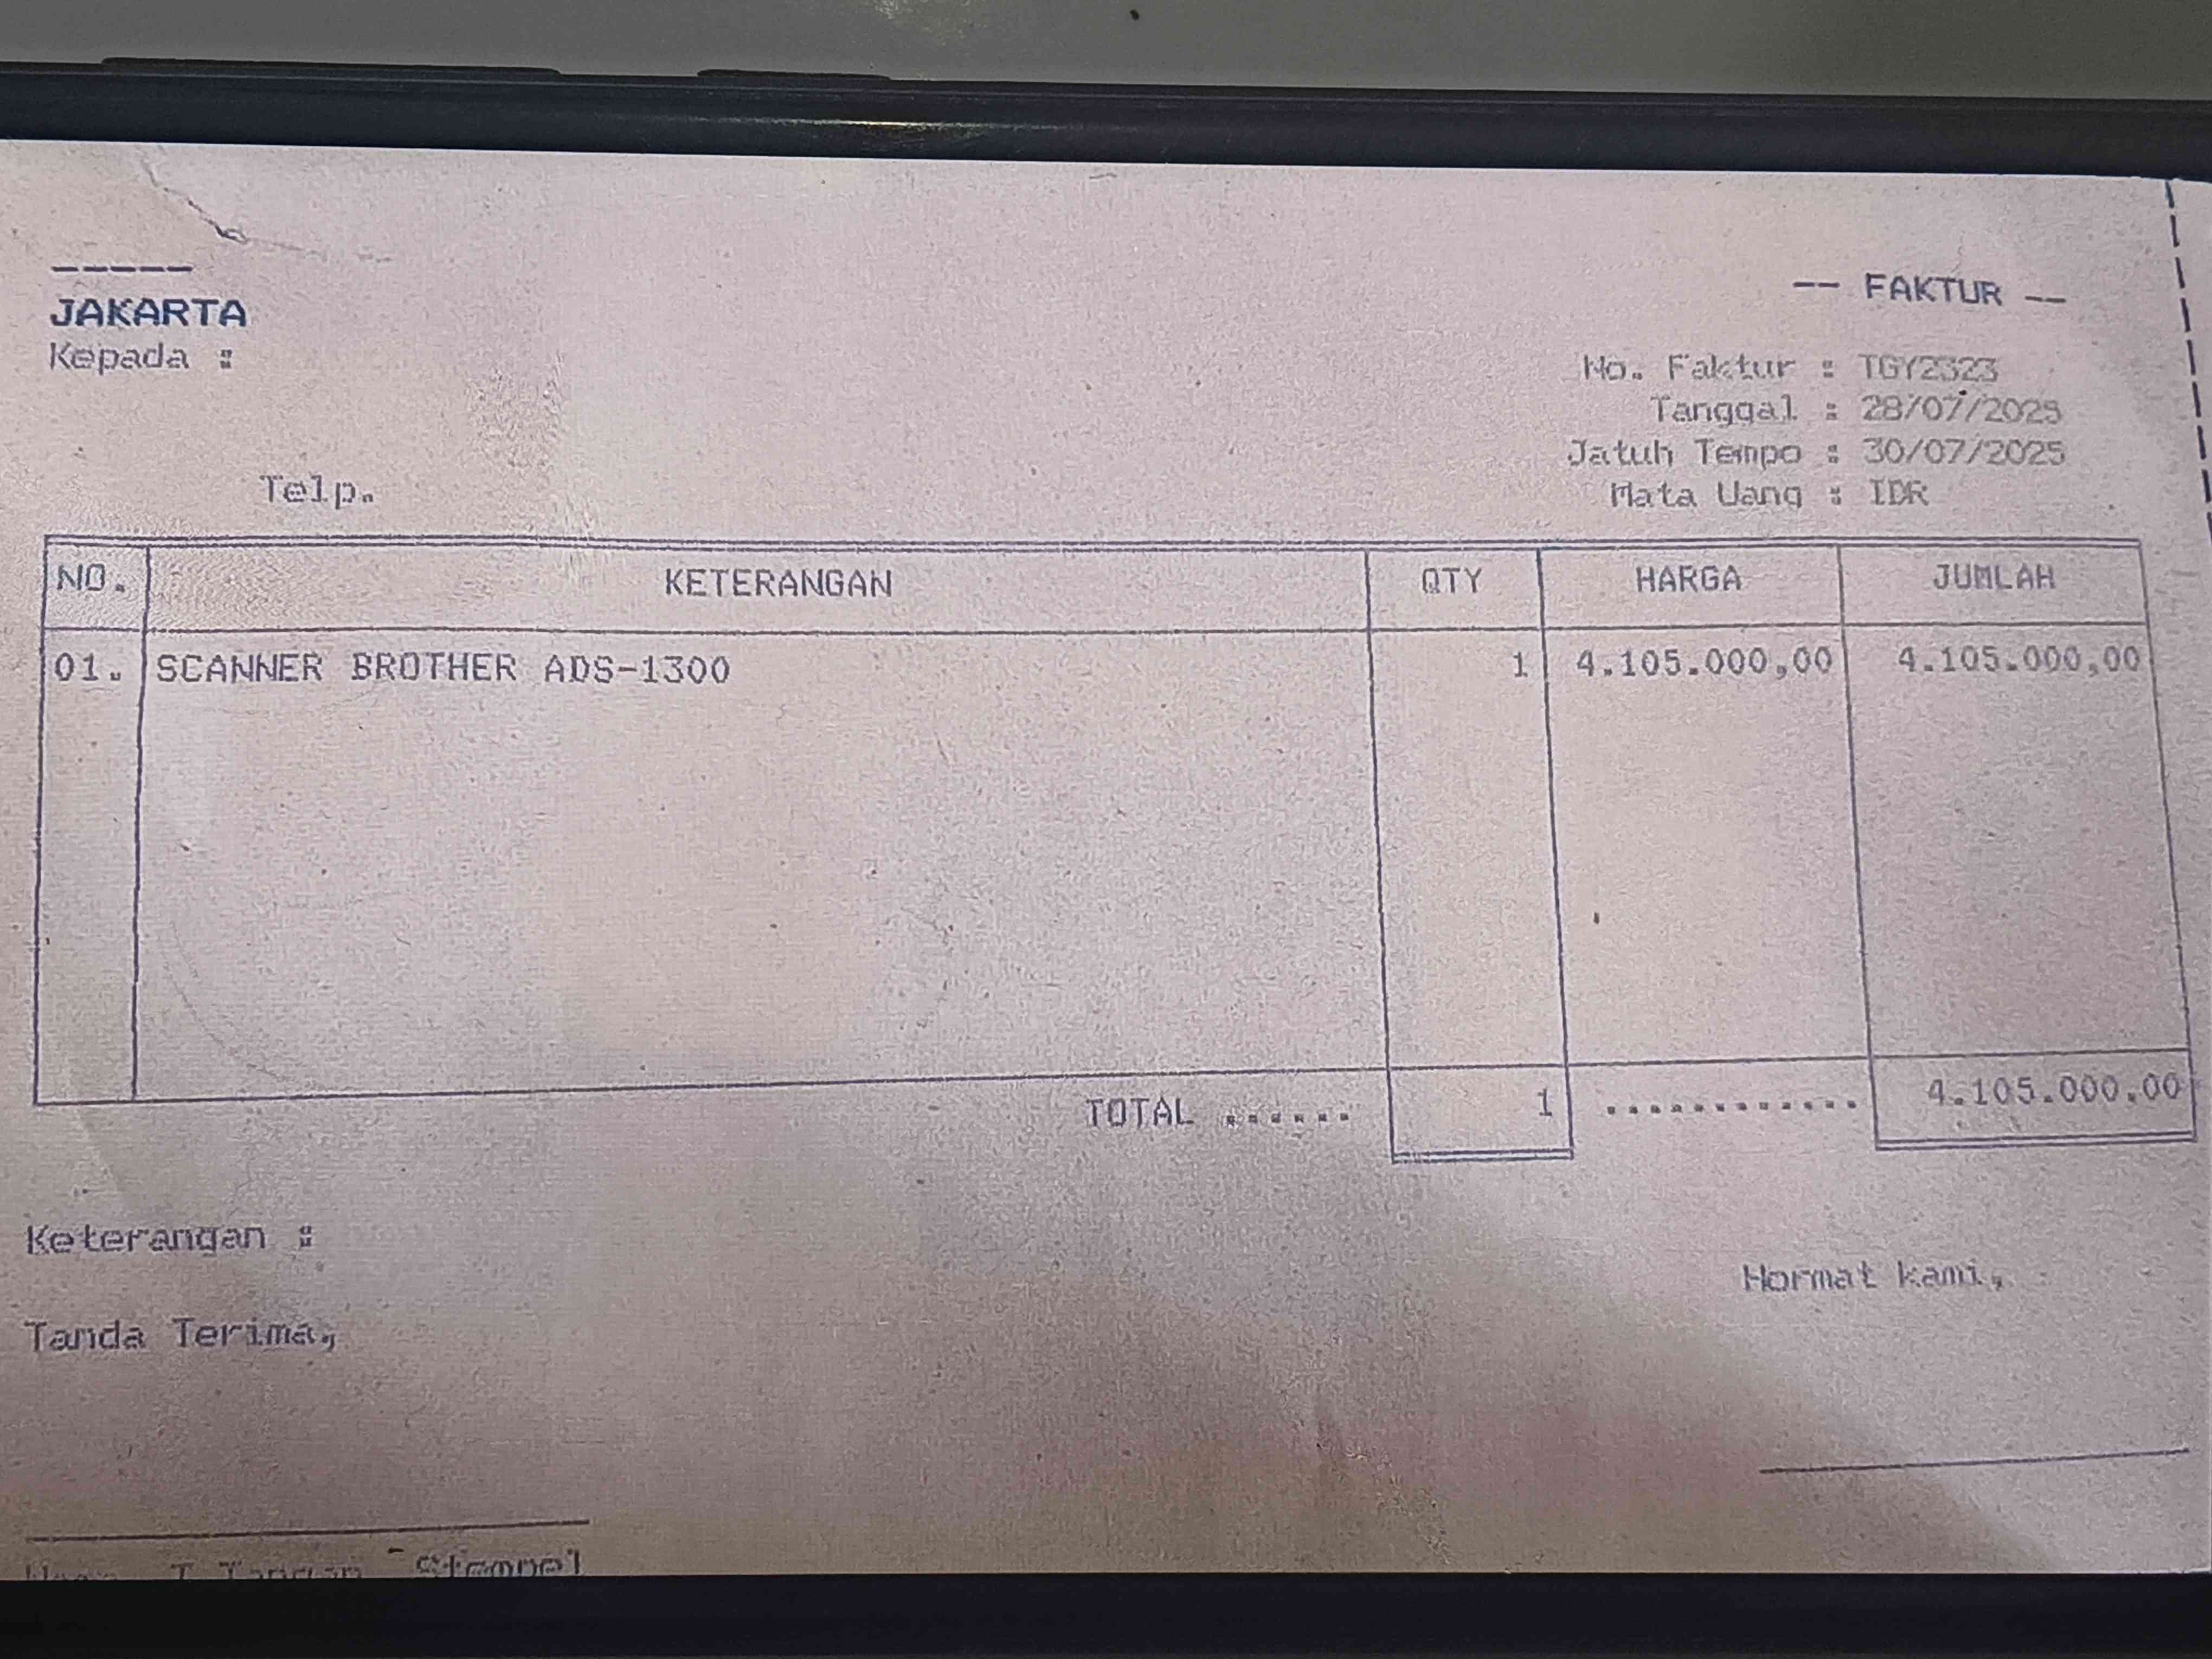 -----
JAKARTA
Kepada :
Telp.
-- FAKTUR --
No. Faktur : TGY2323
Tanggal : 28/07/2025
Jatuh Tempo : 30/07/2025
Mata Uang : IDR
NO. KETERANGAN QTY HARGA JUMLAH
01. SCANNER BROTHER ADS-1300 1 4.105.000,00 4.105.000,00
TOTAL ...... 1 ............ 4.105.000,00
Keterangan :
Hormat kami,
Tanda Terima,
Stempel